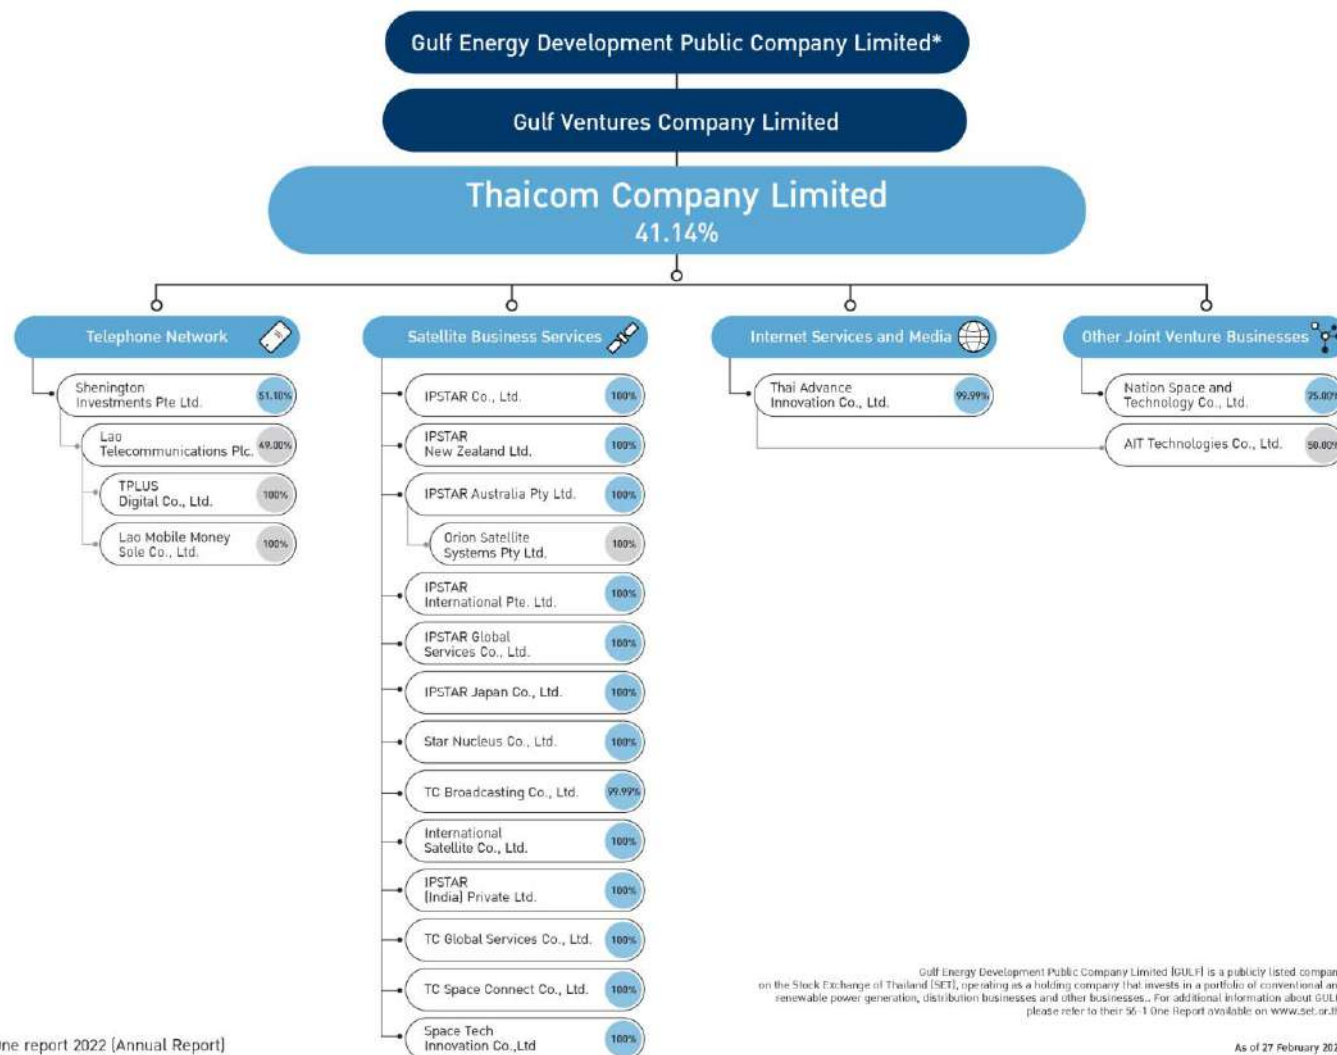 Gulf Energy Development Public Company Limited*
Gulf Ventures Company Limited
Thaicom Company Limited
41.14%
Telephone Network
Shenington
Investments Pte Ltd.
51.10%
Lao
Telecommunications Plc.
49.00%
TPLUS
Digital Co., Ltd.
100%
Lao Mobile Money
Sole Co., Ltd.
100%
Satellite Business Services
IPSTAR Co., Ltd.
100%
IPSTAR
New Zealand Ltd.
100%
IPSTAR Australia Pty Ltd.
100%
Orion Satellite
Systems Pty Ltd.
100%
IPSTAR
International Pte. Ltd.
100%
IPSTAR Global
Services Co., Ltd.
100%
IPSTAR Japan Co., Ltd.
100%
Star Nucleus Co., Ltd.
100%
TC Broadcasting Co., Ltd.
99.99%
International
Satellite Co., Ltd.
100%
IPSTAR
(India) Private Ltd.
100%
TC Global Services Co., Ltd.
100%
TC Space Connect Co., Ltd.
100%
Space Tech
Innovation Co.,Ltd
100%
Internet Services and Media
Thai Advance
Innovation Co., Ltd.
99.99%
Other Joint Venture Businesses
Nation Space and
Technology Co., Ltd.
75.00%
AIT Technologies Co., Ltd.
50.00%
Gulf Energy Development Public Company Limited (GULF) is a publicly listed
on the Stock Exchange of Thailand (SET), operating as a holding company that invests in a portfolio of conventional
renewable power generation, distribution businesses and other businesses.. For additional information about
please refer to their 56-1 One Report available on
report 2022 (Annual Report)
As of 27 February